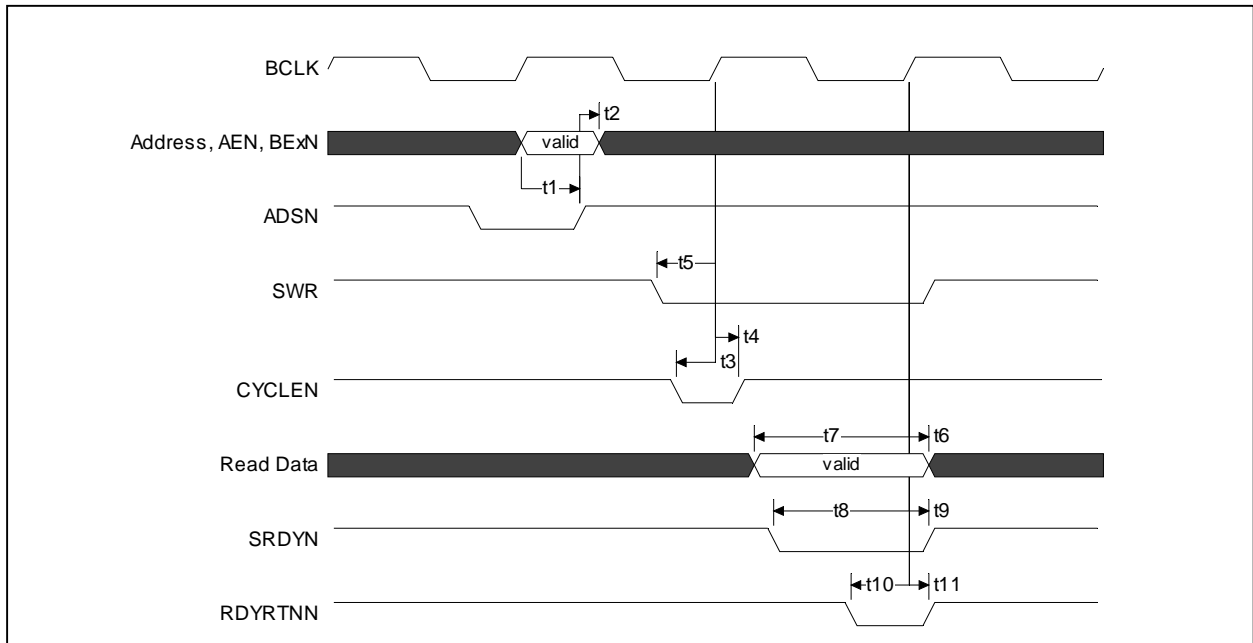 BCLK
t2
Address, AEN, BExN
valid
t1
ADSN
t5
SWR
t4
t3
CYCLEN
t7
t6
Read Data
valid
t8
t9
SRDYN
t10
t11
RDYRTNN